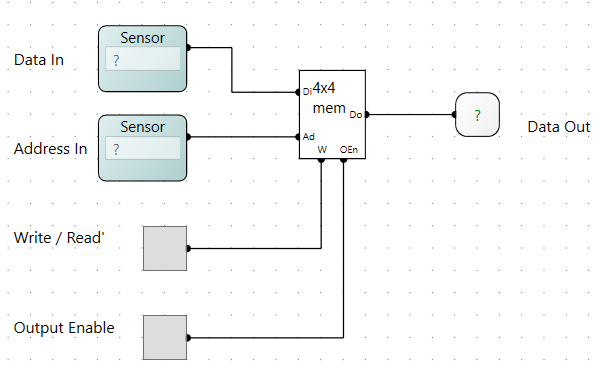 Sensor
Data In
?
Di
4x4
mem
Do
?
Data Out
Sensor
Address In
?
Ad
W
OEn
Write / Read'
Output Enable